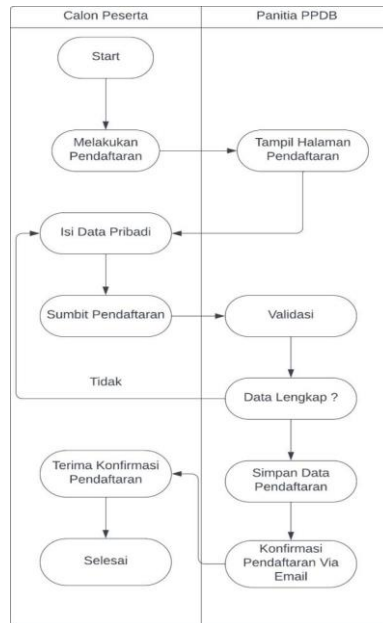 Calon Peserta
Panitia PPDB
Start
Melakukan
Pendaftaran
Tampil Halaman
Pendaftaran
Isi Data Pribadi
Sumbit Pendaftaran
Validasi
Tidak
Data Lengkap ?
Terima Konfirmasi
Pendaftaran
Simpan Data
Pendaftaran
Selesai
Konfirmasi
Pendaftaran Via
Email